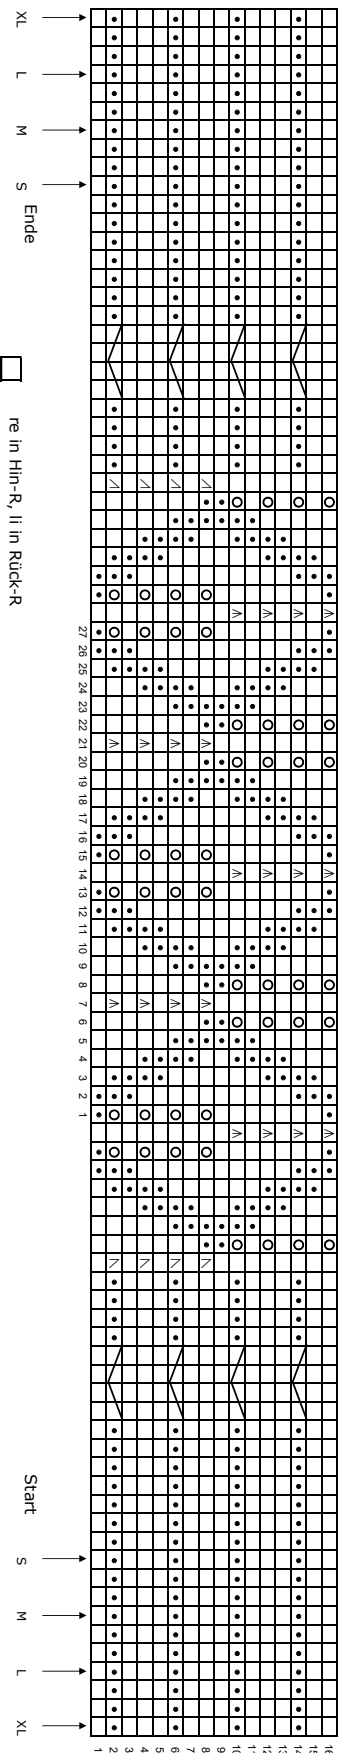 XL
L
M
S
Ende
re in Hin-R, li in Rück-R
27 26 25 24 23 22 21 20 19 18 17 16 15 14 13 12 11 10 9 8 7 6 5 4 3 2 1
Start
S
M
L
XL
1 2 3 4 5 6 7 8 9 10 11 12 13 14 15 16